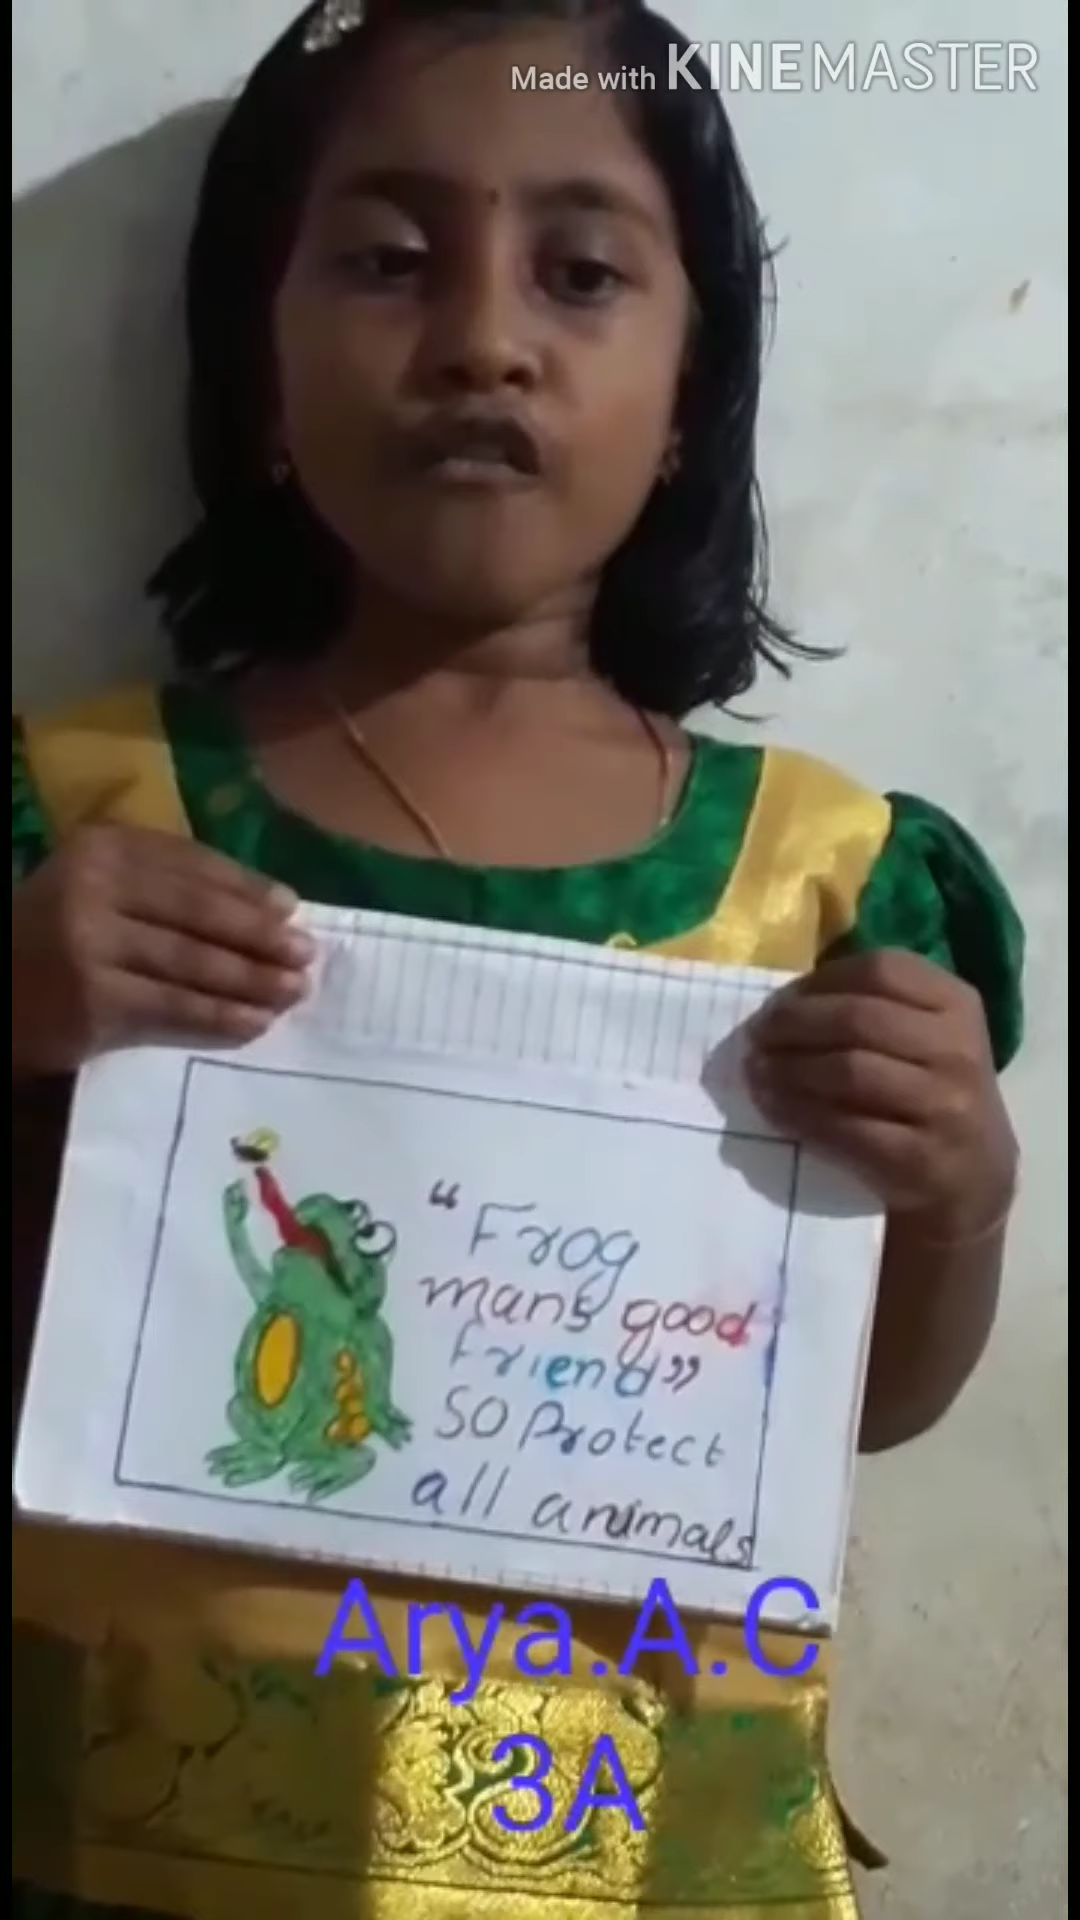 Made with KINEMASTER
"Frog
mans good
friend"
So Protect
all animals
Arya.A.C
3A